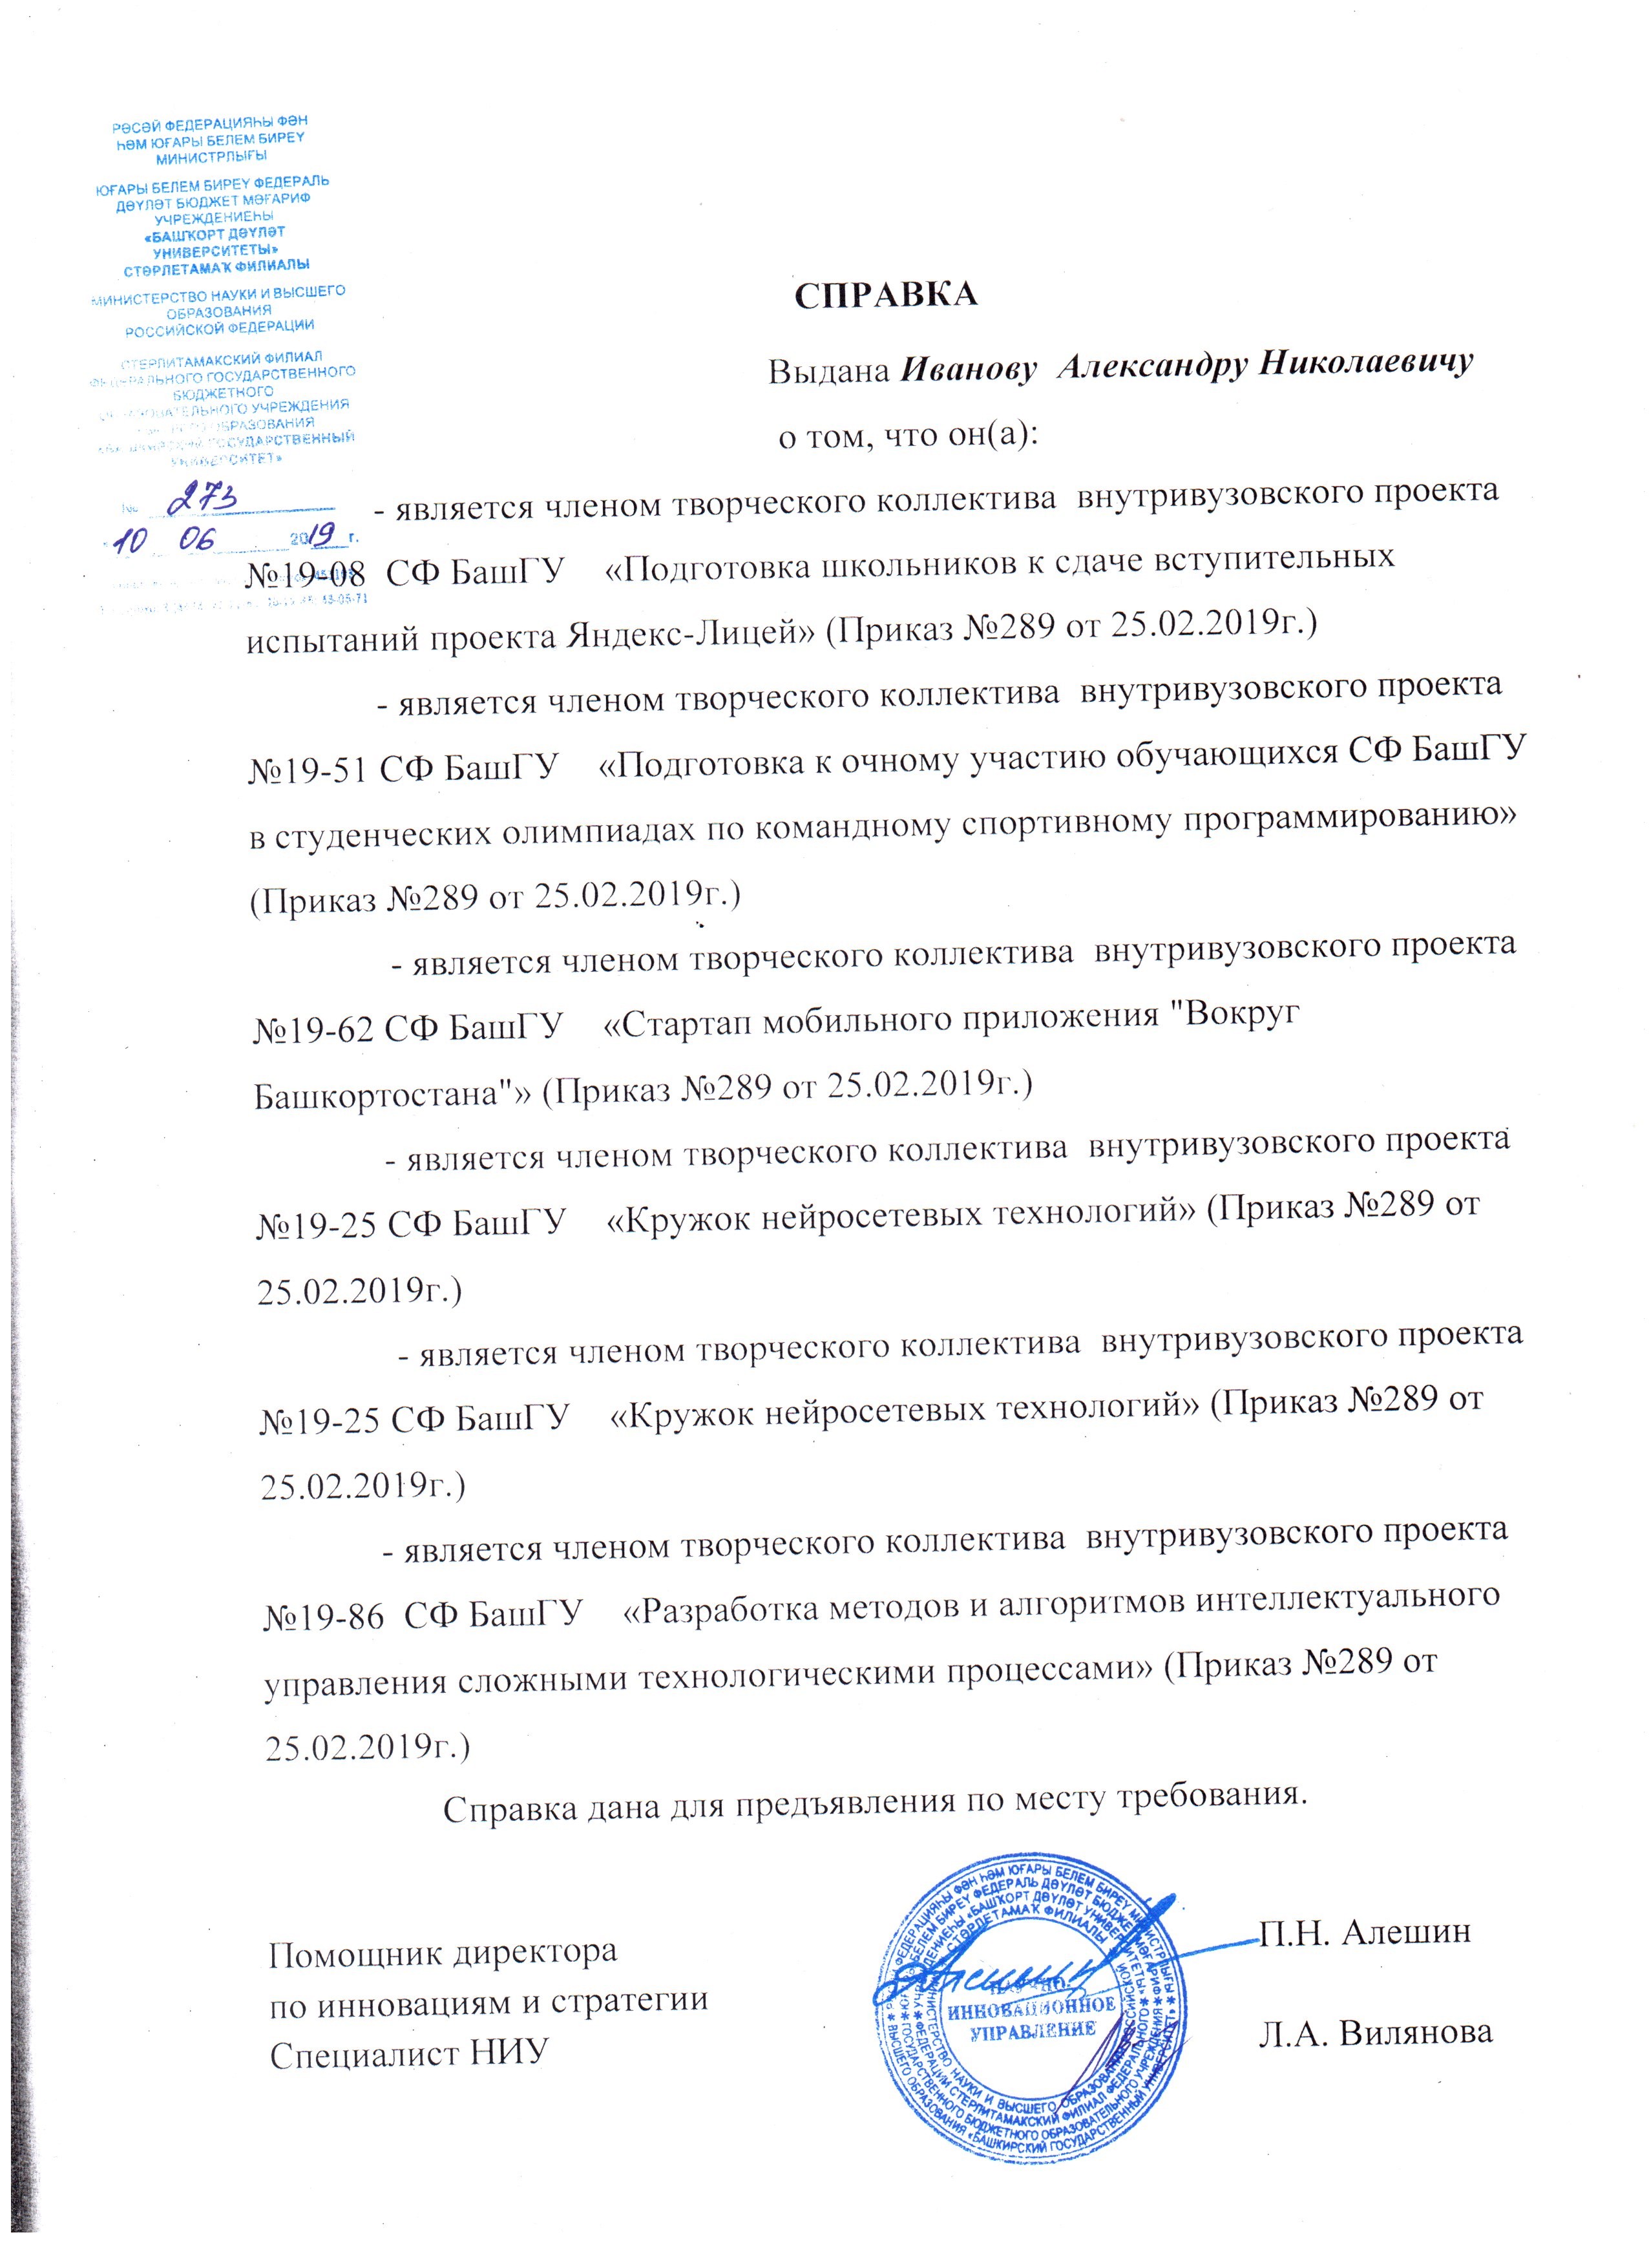 РӘСӘЙ ФЕДЕРАЦИЯҺЫ ФӘН
ҺӘМ ЮҒАРЫ БЕЛЕМ БИРЕҮ
МИНИСТРЛЫҒЫ
ЮҒАРЫ БЕЛЕМ БИРЕҮ ФЕДЕРАЛЬ
ДӘҮЛӘТ БЮДЖЕТ МӘҒАРИФ
УЧРЕЖДЕНИЕҺЫ
«БАШҠОРТ ДӘҮЛӘТ
УНИВЕРСИТЕТЫ»
СТӘРЛЕТАМАҠ ФИЛИАЛЫ
МИНИСТЕРСТВО НАУКИ И ВЫСШЕГО
ОБРАЗОВАНИЯ
РОССИЙСКОЙ ФЕДЕРАЦИИ
СТЕРЛИТАМАКСКИЙ ФИЛИАЛ
ФЕДЕРАЛЬНОГО ГОСУДАРСТВЕННОГО
БЮДЖЕТНОГО
ОБРАЗОВАТЕЛЬНОГО УЧРЕЖДЕНИЯ
ОБРАЗОВАНИЯ
ГОСУДАРСТВЕННЫЙ
УНИВЕРСИТЕТ»
№ 273
10 06 2019 г.
СПРАВКА
Выдана Иванову Александру Николаевичу
о том, что он(а):
- является членом творческого коллектива внутривузовского проекта
№19-08 СФ БашГУ «Подготовка школьников к сдаче вступительных
испытаний проекта Яндекс-Лицей» (Приказ №289 от 25.02.2019г.)
- является членом творческого коллектива внутривузовского проекта
№19-51 СФ БашГУ «Подготовка к очному участию обучающихся СФ БашГУ
в студенческих олимпиадах по командному спортивному программированию»
(Приказ №289 от 25.02.2019г.)
- является членом творческого коллектива внутривузовского проекта
№19-62 СФ БашГУ «Стартап мобильного приложения "Вокруг
Башкортостана"» (Приказ №289 от 25.02.2019г.)
- является членом творческого коллектива внутривузовского проекта
№19-25 СФ БашГУ «Кружок нейросетевых технологий» (Приказ №289 от
25.02.2019г.)
- является членом творческого коллектива внутривузовского проекта
№19-25 СФ БашГУ «Кружок нейросетевых технологий» (Приказ №289 от
25.02.2019г.)
- является членом творческого коллектива внутривузовского проекта
№19-86 СФ БашГУ «Разработка методов и алгоритмов интеллектуального
управления сложными технологическими процессами» (Приказ №289 от
25.02.2019г.)
Справка дана для предъявления по месту требования.
Помощник директора
по инновациям и стратегии
П.Н. Алешин
Специалист НИУ
Л.А. Вилянова
ИННОВАЦИОННОЕ
УПРАВЛЕНИЕ